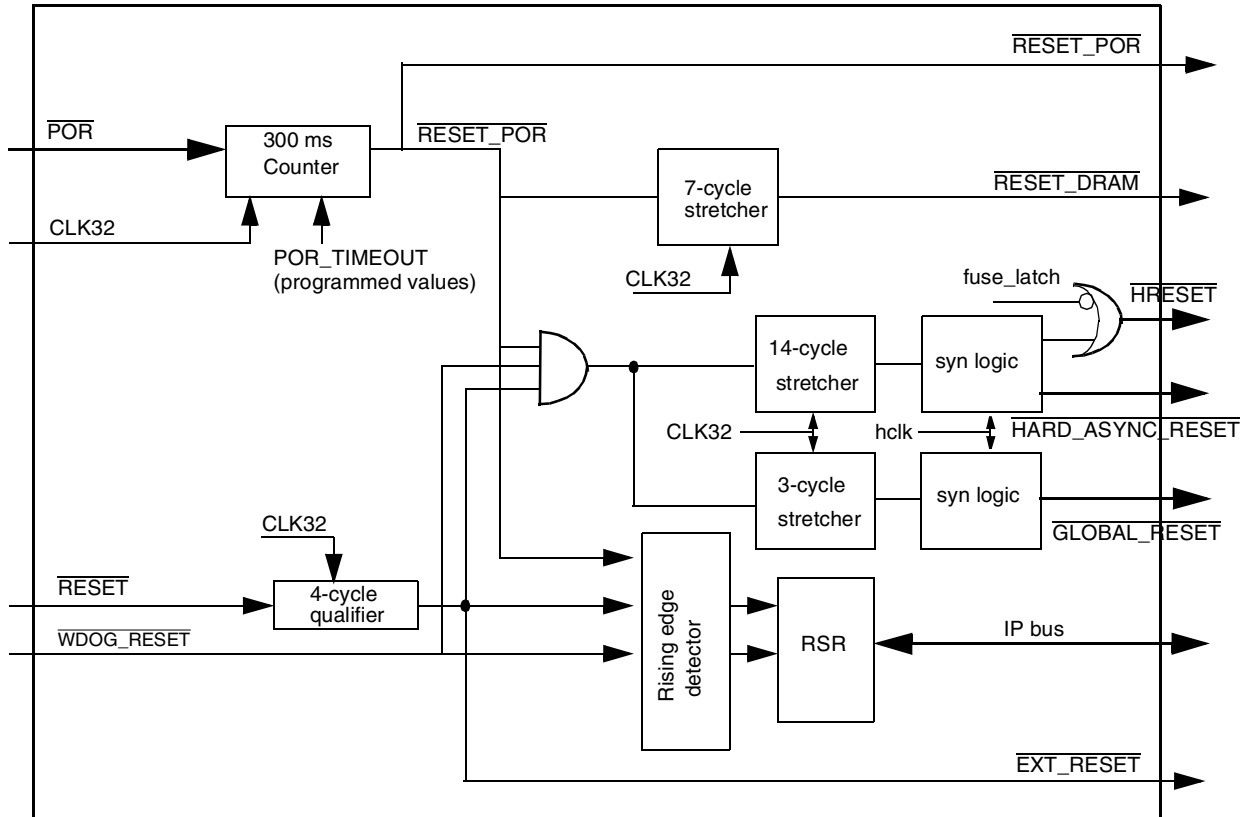 RESET_POR
POR
300 ms
Counter
RESET_POR
7-cycle
stretcher
RESET_DRAM
CLK32
POR_TIMEOUT
(programmed values)
CLK32
fuse_latch
HRESET
14-cycle
stretcher
syn logic
CLK32
hclk
HARD_ASYNC_RESET
3-cycle
stretcher
syn logic
GLOBAL_RESET
CLK32
RESET
4-cycle
qualifier
WDOG_RESET
Rising edge
detector
RSR
IP bus
EXT_RESET